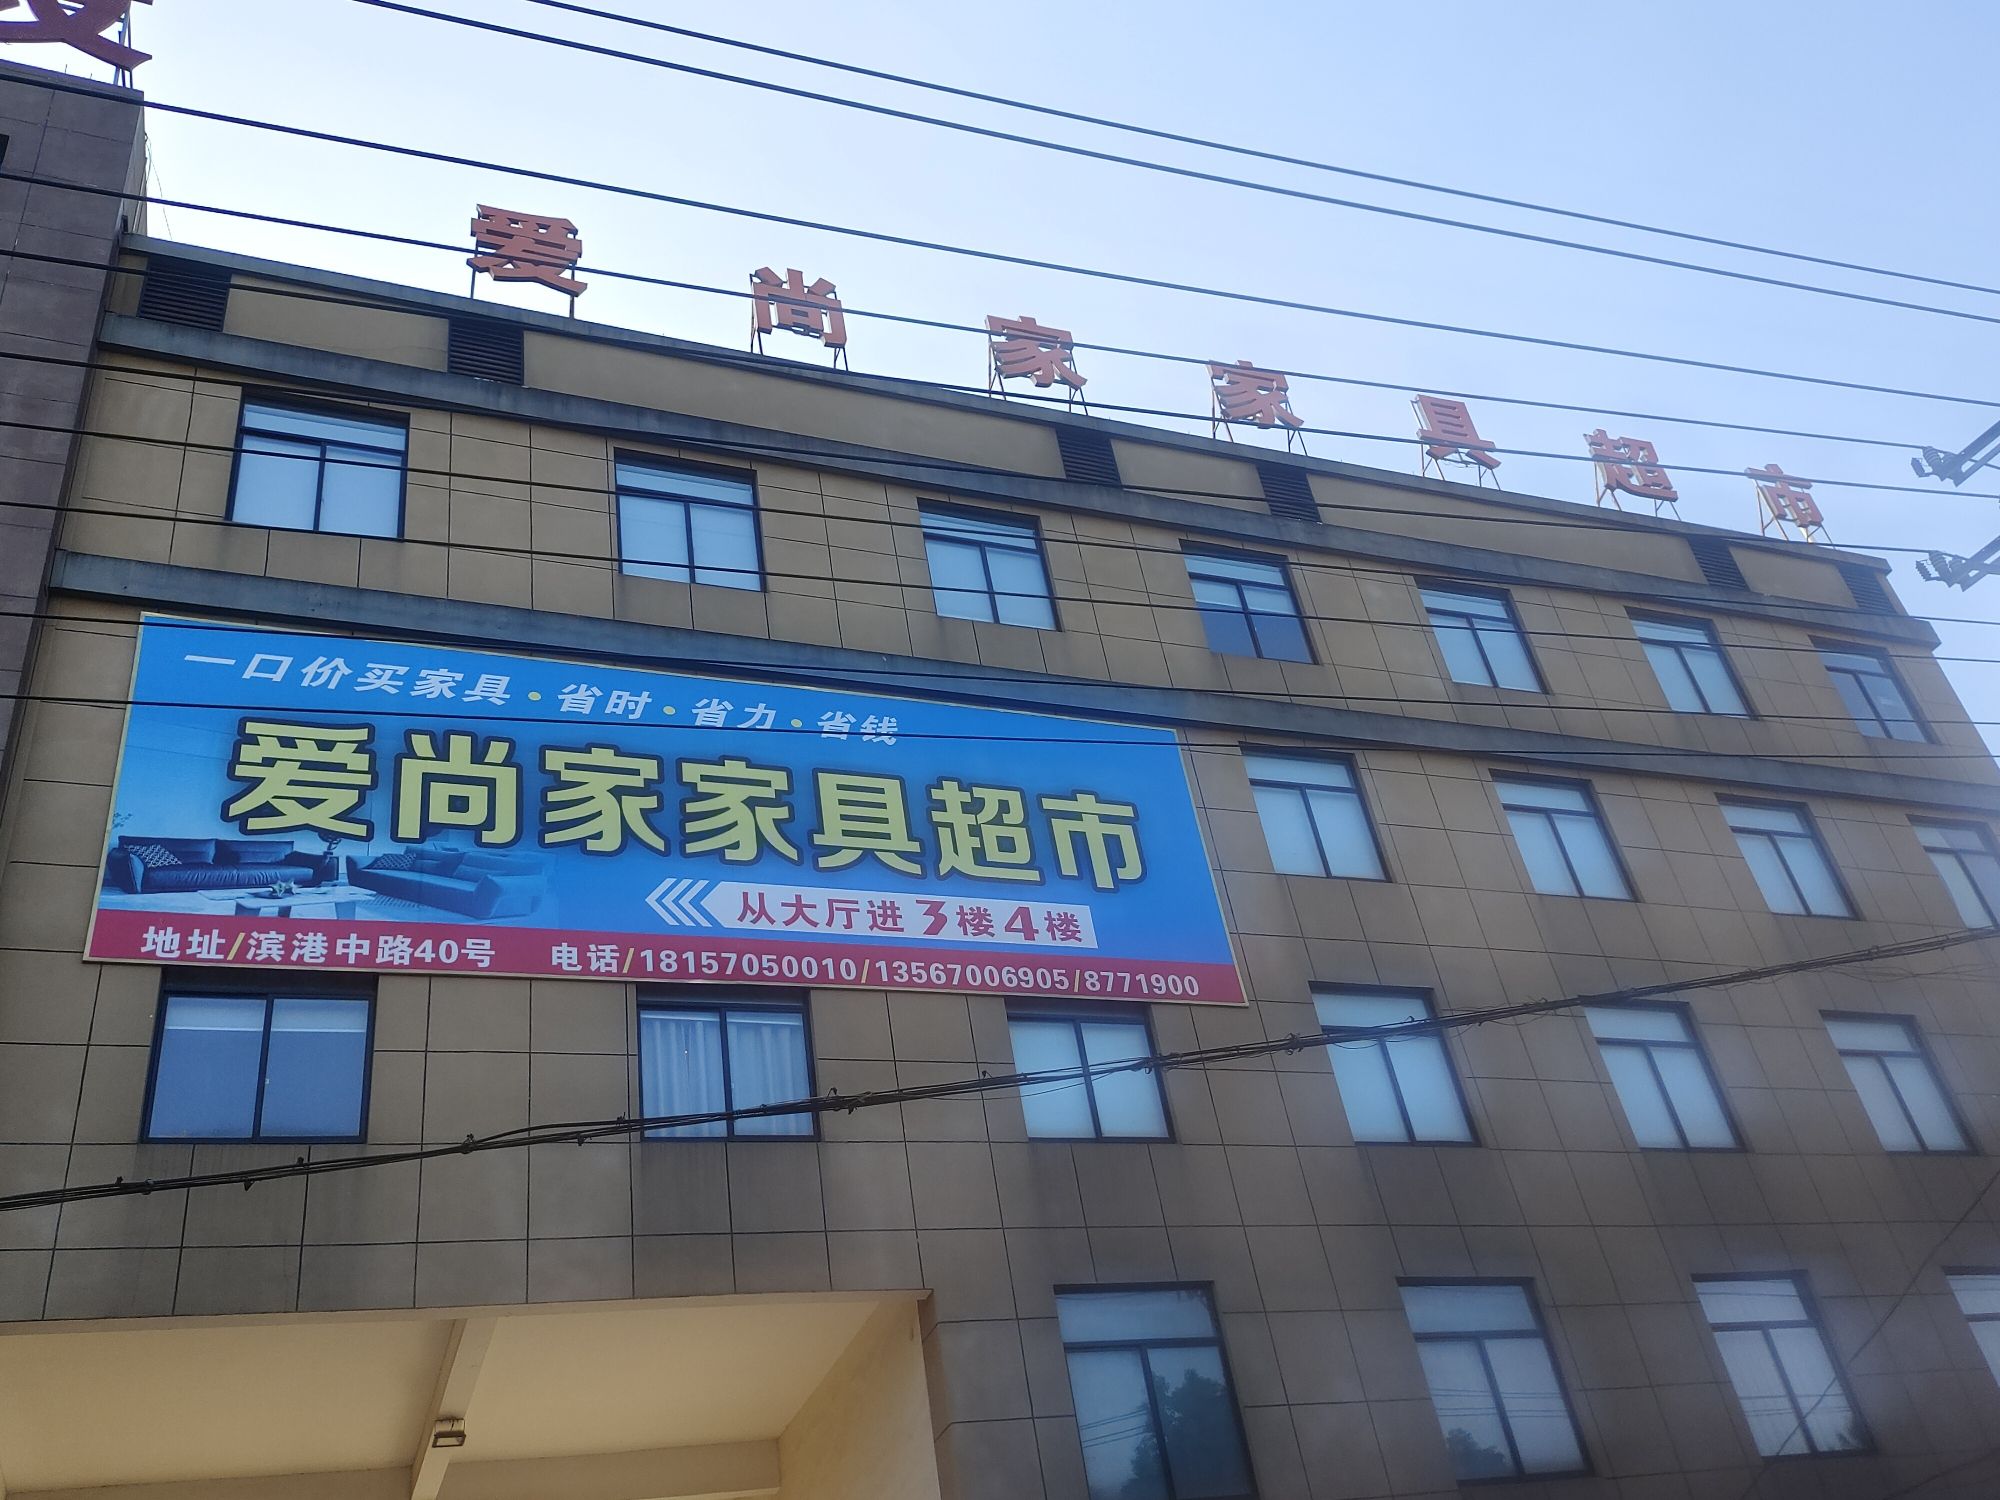 爱尚家家具超市
一口价买家具·省时·省力·省钱
爱尚家家具超市
从大厅进3楼4楼
地址/滨港中路40号 电话/18157050010/13567006905/8771900